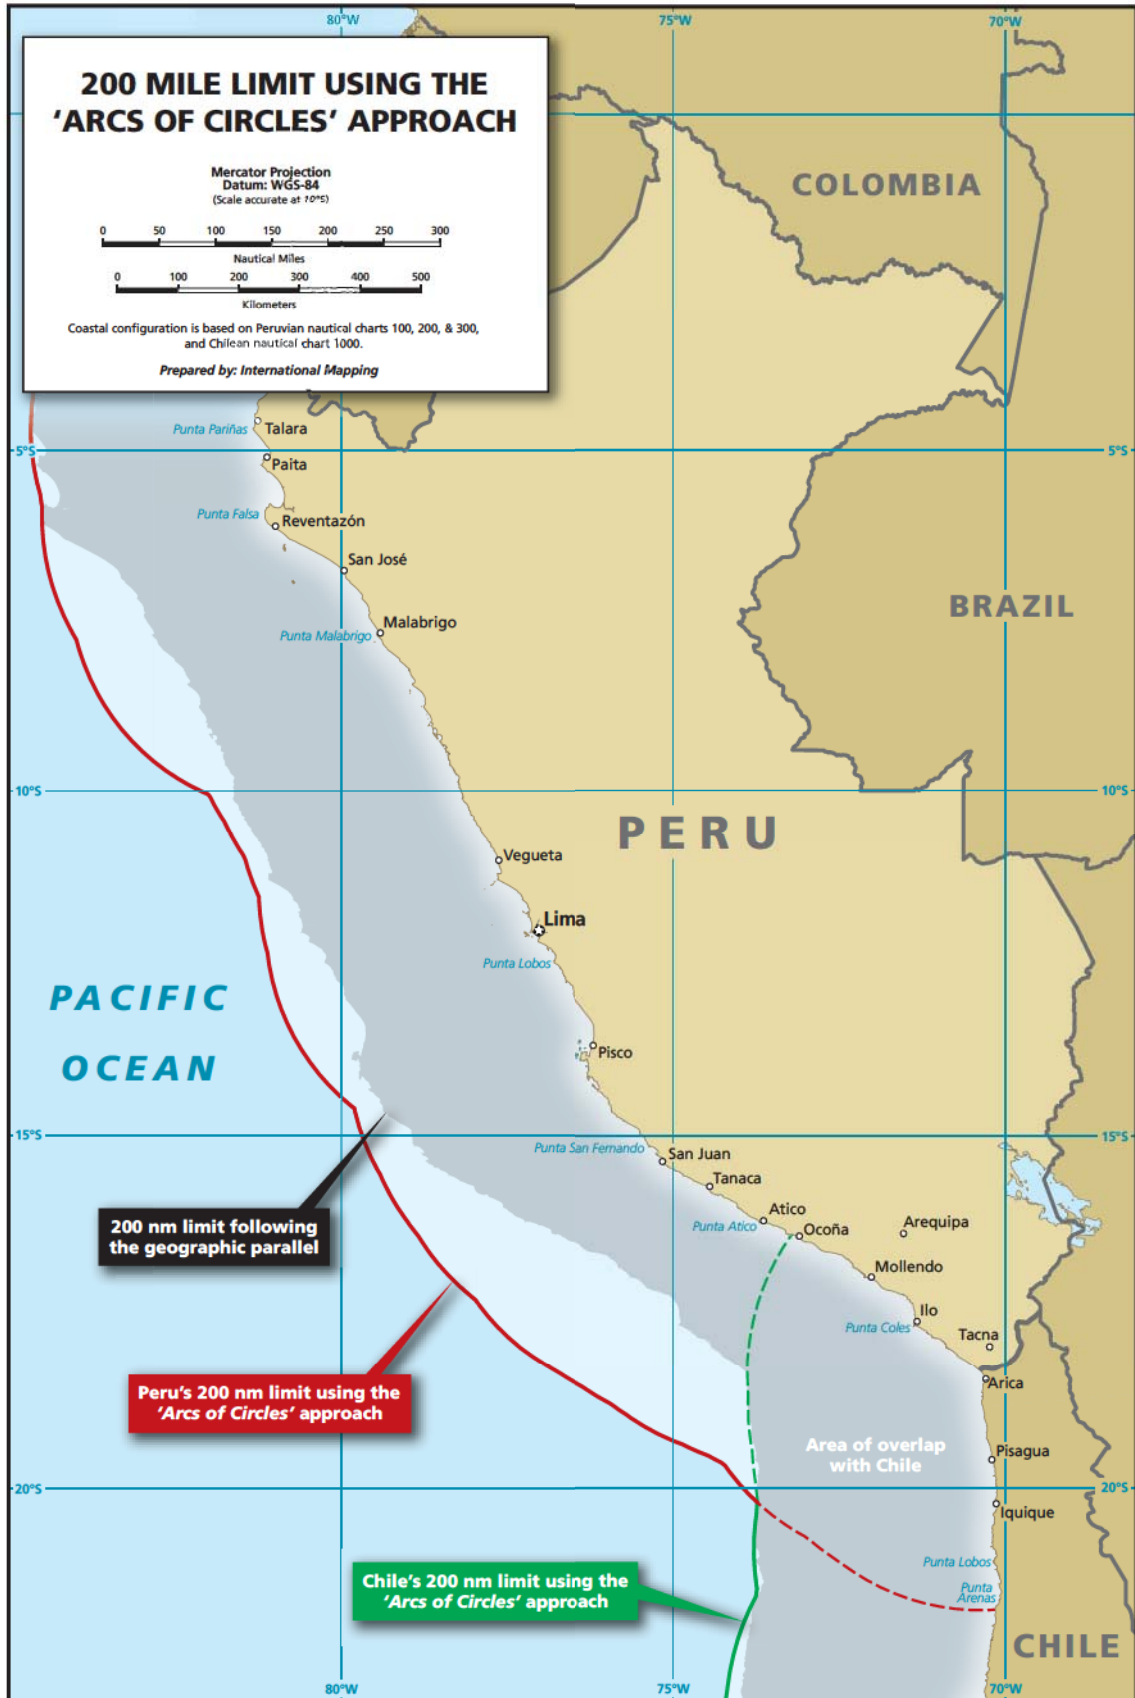 80°W
75°W
70°W
200 MILE LIMIT USING THE
‘ARCS OF CIRCLES’ APPROACH
Mercator Projection
Datum: WGS-84
(Scale accurate at 10°S)
0 50 100 150 200 250 300
Nautical Miles
0 100 200 300 400 500
Kilometers
Coastal configuration is based on Peruvian nautical charts 100, 200, & 300,
and Chilean nautical chart 1000.
Prepared by: International Mapping
COLOMBIA
Punta Pariñas
Talara
5°S
5°S
Paita
Punta Falsa
Reventazón
San José
BRAZIL
Malabrigo
Punta Malabrigo
10°S
10°S
PERU
Vegueta
Lima
Punta Lobos
PACIFIC
OCEAN
Pisco
15°S
15°S
Punta San Fernando
San Juan
Tanaca
Atico
Punta Atico
Ocoña
Arequipa
200 nm limit following
the geographic parallel
Mollendo
Ilo
Punta Coles
Tacna
Arica
Peru’s 200 nm limit using the
‘Arcs of Circles’ approach
Area of overlap
with Chile
Pisagua
20°S
20°S
Iquique
Punta Lobos
Chile’s 200 nm limit using the
‘Arcs of Circles’ approach
Punta
Arenas
CHILE
80°W
75°W
70°W